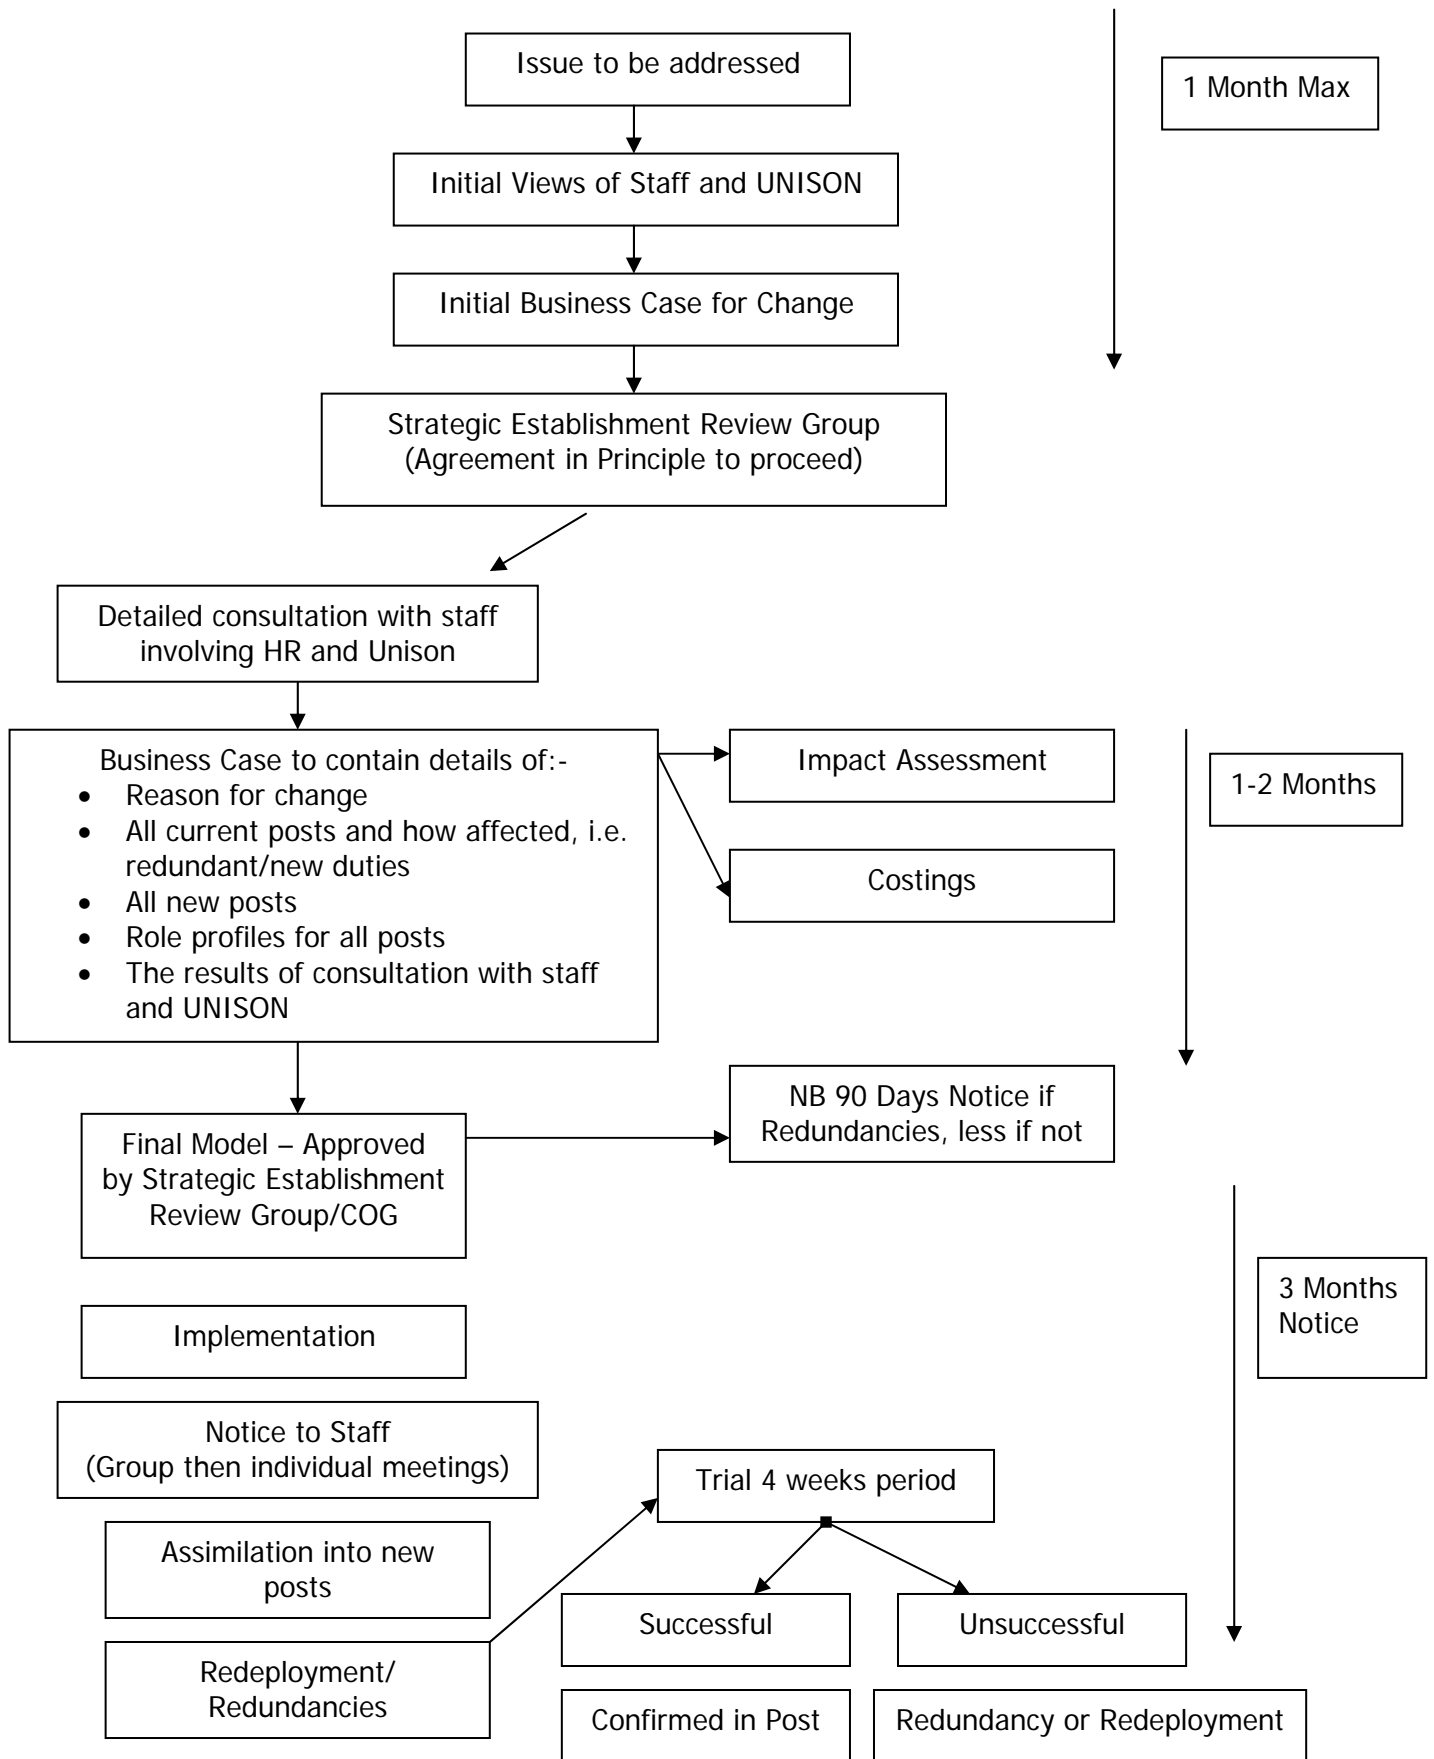 Issue to be addressed
1 Month Max
Initial Views of Staff and UNISON
Initial Business Case for Change
Strategic Establishment Review Group
(Agreement in Principle to proceed)
Detailed consultation with staff
involving HR and Unison
Business Case to contain details of:-
• Reason for change
• All current posts and how affected, i.e.
redundant/new duties
• All new posts
• Role profiles for all posts
• The results of consultation with staff
and UNISON
Impact Assessment
Costings
1-2 Months
Final Model – Approved
by Strategic Establishment
Review Group/COG
NB 90 Days Notice if
Redundancies, less if not
3 Months
Notice
Implementation
Notice to Staff
(Group then individual meetings)
Assimilation into new
posts
Redeployment/
Redundancies
Trial 4 weeks period
Successful
Unsuccessful
Confirmed in Post
Redundancy or Redeployment